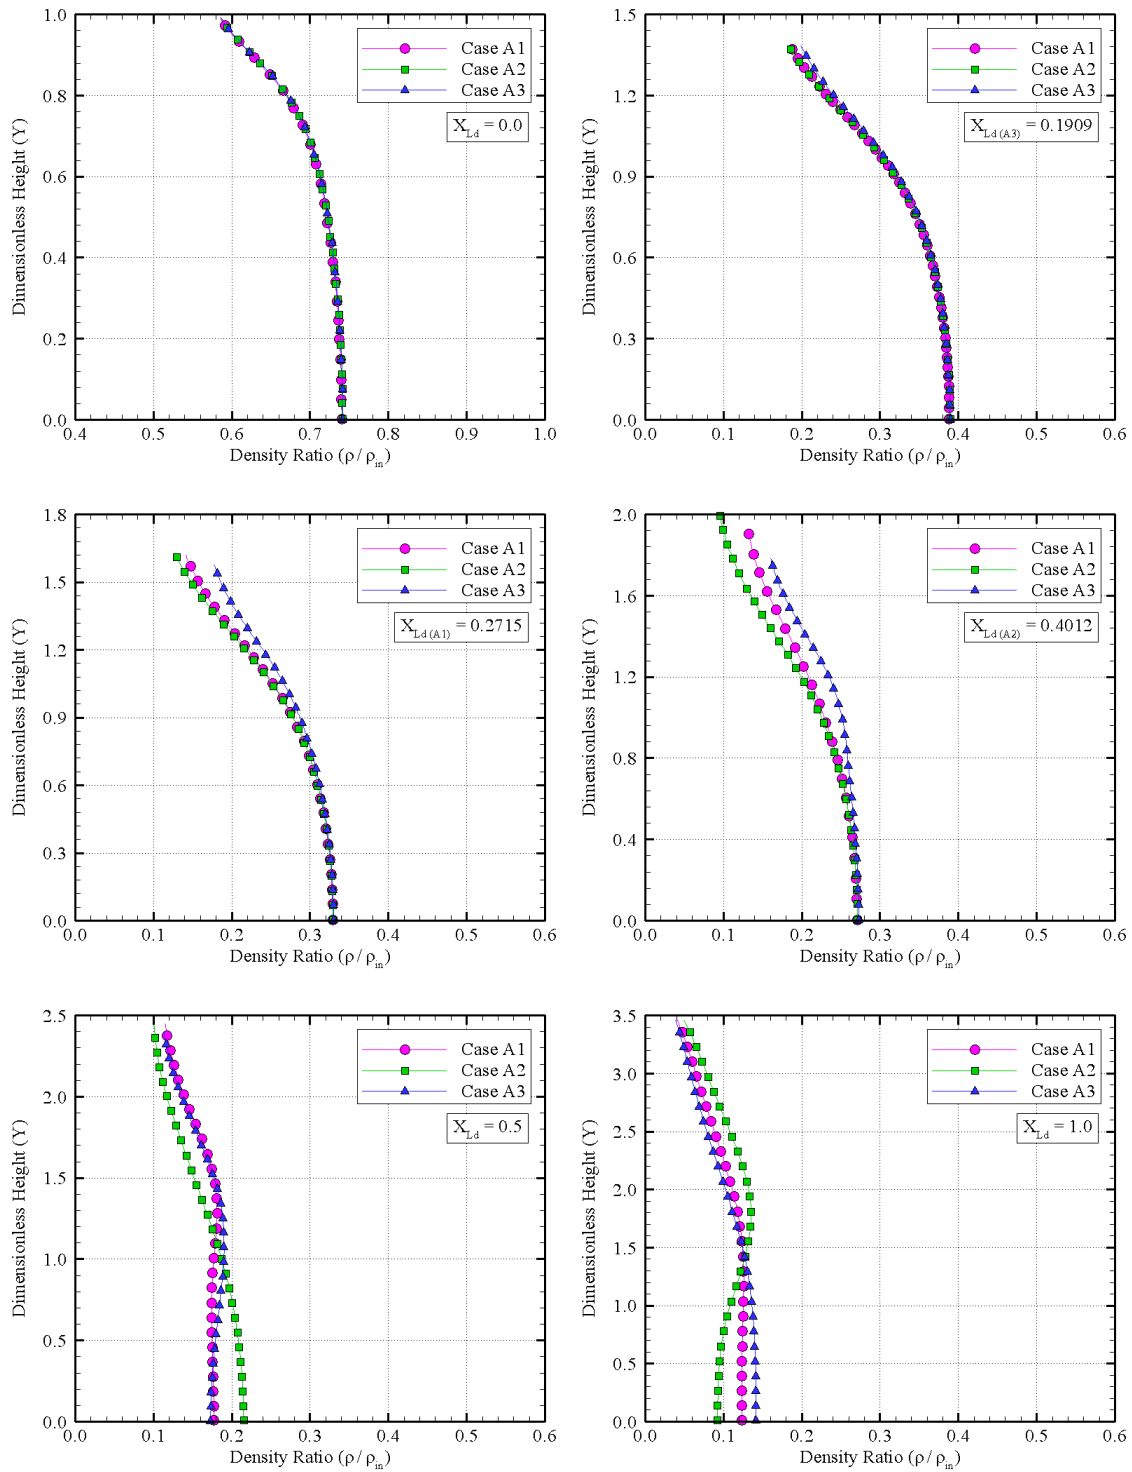 1.0
0.8
0.6
0.4
0.2
0.0
Dimensionless Height (Y)
Case A1
Case A2
Case A3
X_Ld = 0.0
0.4 0.5 0.6 0.7 0.8 0.9 1.0
Density Ratio (ρ / ρ_in)
1.5
1.2
0.9
0.6
0.3
0.0
Dimensionless Height (Y)
Case A1
Case A2
Case A3
X_Ld (A3) = 0.1909
0.0 0.1 0.2 0.3 0.4 0.5 0.6
Density Ratio (ρ / ρ_in)
1.8
1.5
1.2
0.9
0.6
0.3
0.0
Dimensionless Height (Y)
Case A1
Case A2
Case A3
X_Ld (A1) = 0.2715
0.0 0.1 0.2 0.3 0.4 0.5 0.6
Density Ratio (ρ / ρ_in)
2.0
1.6
1.2
0.8
0.4
0.0
Dimensionless Height (Y)
Case A1
Case A2
Case A3
X_Ld (A2) = 0.4012
0.0 0.1 0.2 0.3 0.4 0.5 0.6
Density Ratio (ρ / ρ_in)
2.5
2.0
1.5
1.0
0.5
0.0
Dimensionless Height (Y)
Case A1
Case A2
Case A3
X_Ld = 0.5
0.0 0.1 0.2 0.3 0.4 0.5 0.6
Density Ratio (ρ / ρ_in)
3.5
3.0
2.5
2.0
1.5
1.0
0.5
0.0
Dimensionless Height (Y)
Case A1
Case A2
Case A3
X_Ld = 1.0
0.0 0.1 0.2 0.3 0.4 0.5 0.6
Density Ratio (ρ / ρ_in)